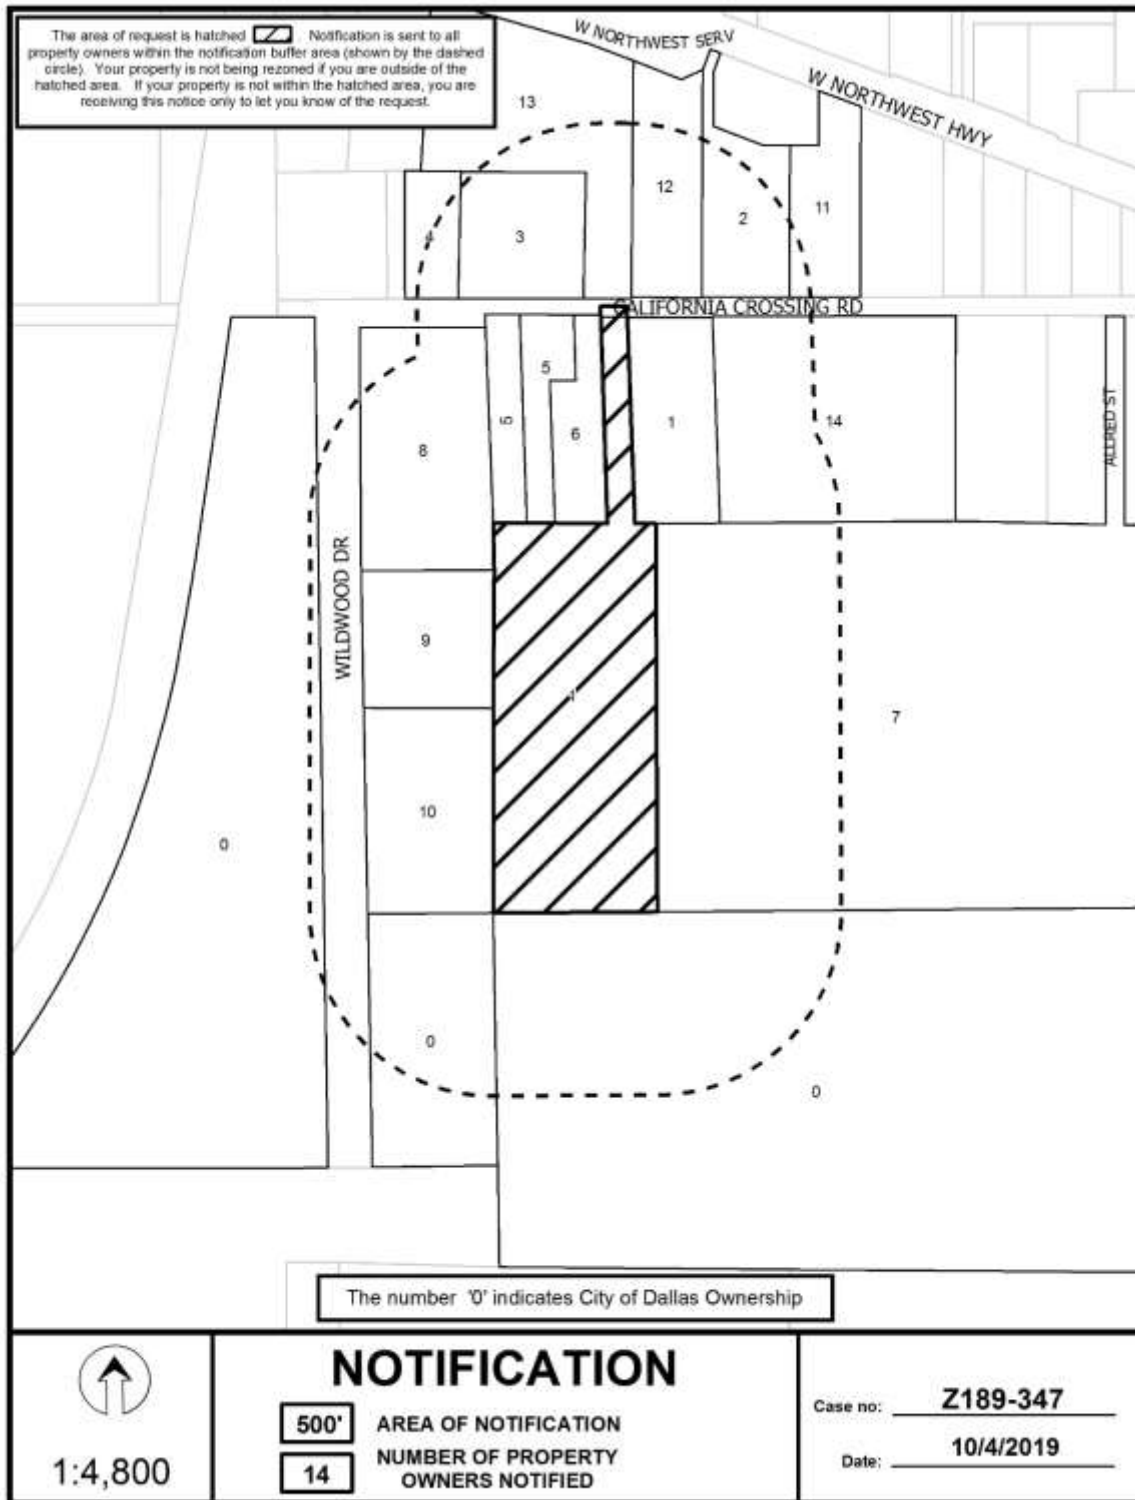 The area of request is hatched . Notification is sent to all
property owners within the notification buffer area (shown by the dashed
circle). Your property is not being rezoned if you are outside of the
hatched area. If your property is not within the hatched area, you are
receiving this notice only to let you know of the request.
W NORTHWEST SERV
W NORTHWEST HWY
13
12
2
11
4
3
CALIFORNIA CROSSING RD
5
5
6
1
14
ALLRED ST
8
WILDWOOD DR
9
1
7
10
0
0
0
The number '0' indicates City of Dallas Ownership
1:4,800
NOTIFICATION
500' AREA OF NOTIFICATION
14 NUMBER OF PROPERTY
OWNERS NOTIFIED
Case no: Z189-347
Date: 10/4/2019